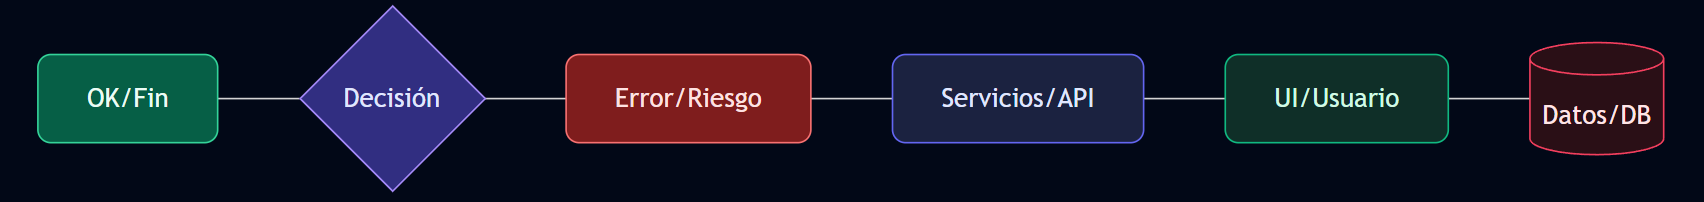 OK/Fin
Decisión
Error/Riesgo
Servicios/API
UI/Usuario
Datos/DB